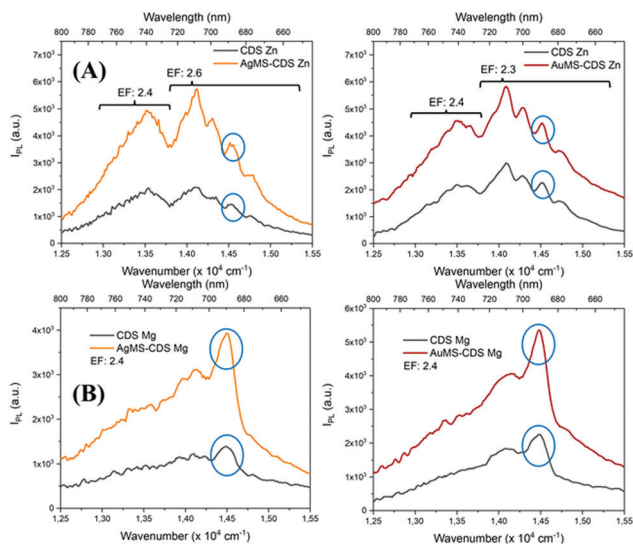 Wavelength (nm)
800 780 760 740 720 700 680 660
7x10³
6x10³
5x10³
4x10³
3x10³
2x10³
1x10³
0
I_PL (a.u.)
(A)
CDS Zn
AgMS-CDS Zn
EF: 2.4
EF: 2.6
1.25 1.30 1.35 1.40 1.45 1.50 1.55
Wavenumber (x 10⁴ cm⁻¹)
Wavelength (nm)
800 780 760 740 720 700 680 660
7x10³
6x10³
5x10³
4x10³
3x10³
2x10³
1x10³
0
I_PL (a.u.)
CDS Zn
AuMS-CDS Zn
EF: 2.3
EF: 2.4
1.25 1.30 1.35 1.40 1.45 1.50 1.55
Wavenumber (x 10⁴ cm⁻¹)
Wavelength (nm)
800 780 760 740 720 700 680 660
4x10³
3x10³
2x10³
1x10³
0
I_PL (a.u.)
(B)
CDS Mg
AgMS-CDS Mg
EF: 2.4
1,25 1,30 1,35 1,40 1,45 1,50 1,55
Wavenumber (x 10⁴ cm⁻¹)
Wavelength (nm)
800 780 760 740 720 700 680 660
6x10³
5x10³
4x10³
3x10³
2x10³
1x10³
0
I_PL (a.u.)
CDS Mg
AuMS-CDS Mg
EF: 2.4
1,25 1,30 1,35 1,40 1,45 1,50 1,55
Wavenumber (x 10⁴ cm⁻¹)